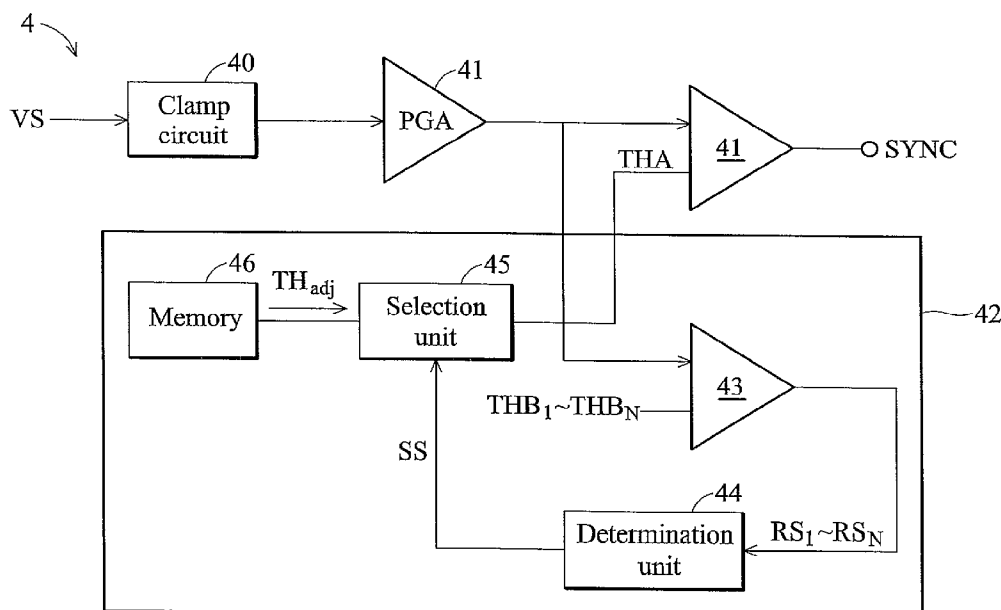 4
40
41
VS
Clamp
circuit
PGA
THA
41
SYNC
46
TH_adj
45
Memory
Selection
unit
42
43
THB_1~THB_N
SS
44
Determination
unit
RS_1~RS_N